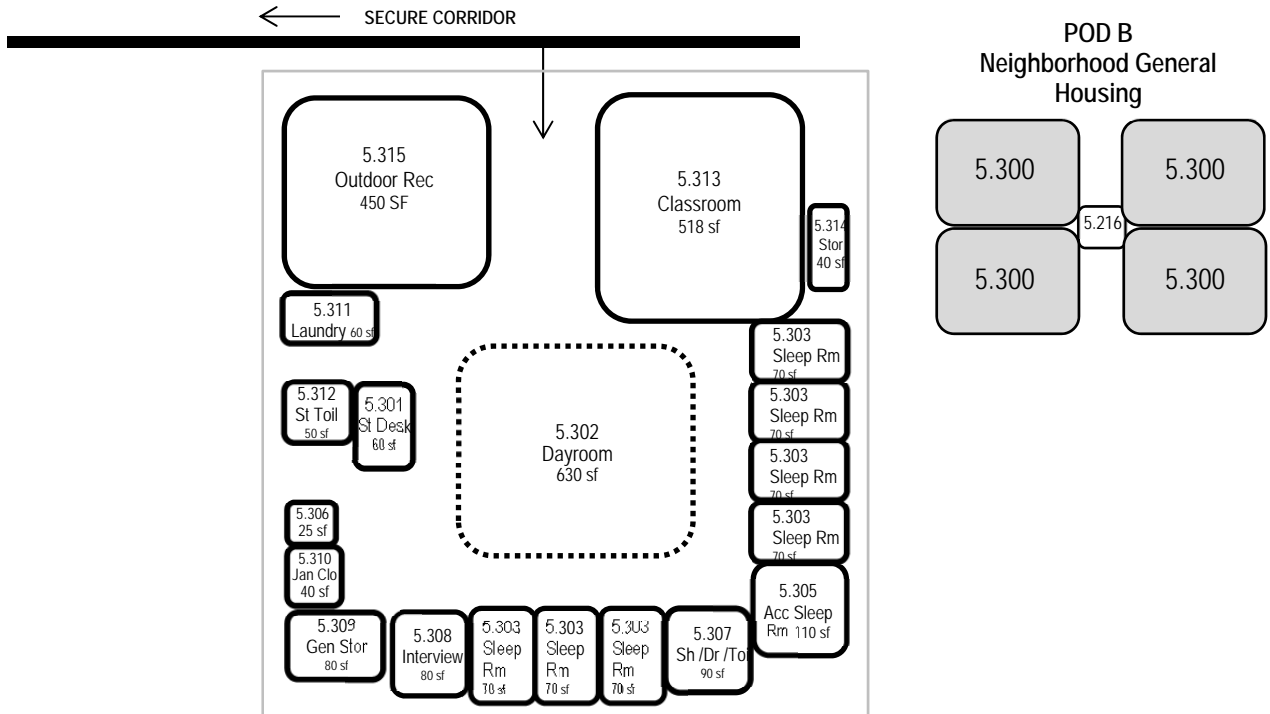 SECURE CORRIDOR
POD B
Neighborhood General
Housing
5.300
5.300
5.216
5.300
5.300
5.315
Outdoor Rec
450 SF
5.313
Classroom
518 sf
5.314
Stor
40 sf
5.311
Laundry 60 sf
5.303
Sleep Rm
70 sf
5.303
Sleep Rm
70 sf
5.303
Sleep Rm
70 sf
5.303
Sleep Rm
70 sf
5.312
St Toil
50 sf
5.301
St Desk
60 sf
5.302
Dayroom
630 sf
5.306
25 sf
5.310
Jan Clo
40 sf
5.305
Acc Sleep
Rm 110 sf
5.309
Gen Stor
80 sf
5.308
Interview
80 sf
5.303
Sleep
Rm
70 sf
5.303
Sleep
Rm
70 sf
5.303
Sleep
Rm
70 sf
5.307
Sh /Dr /Toi
90 sf